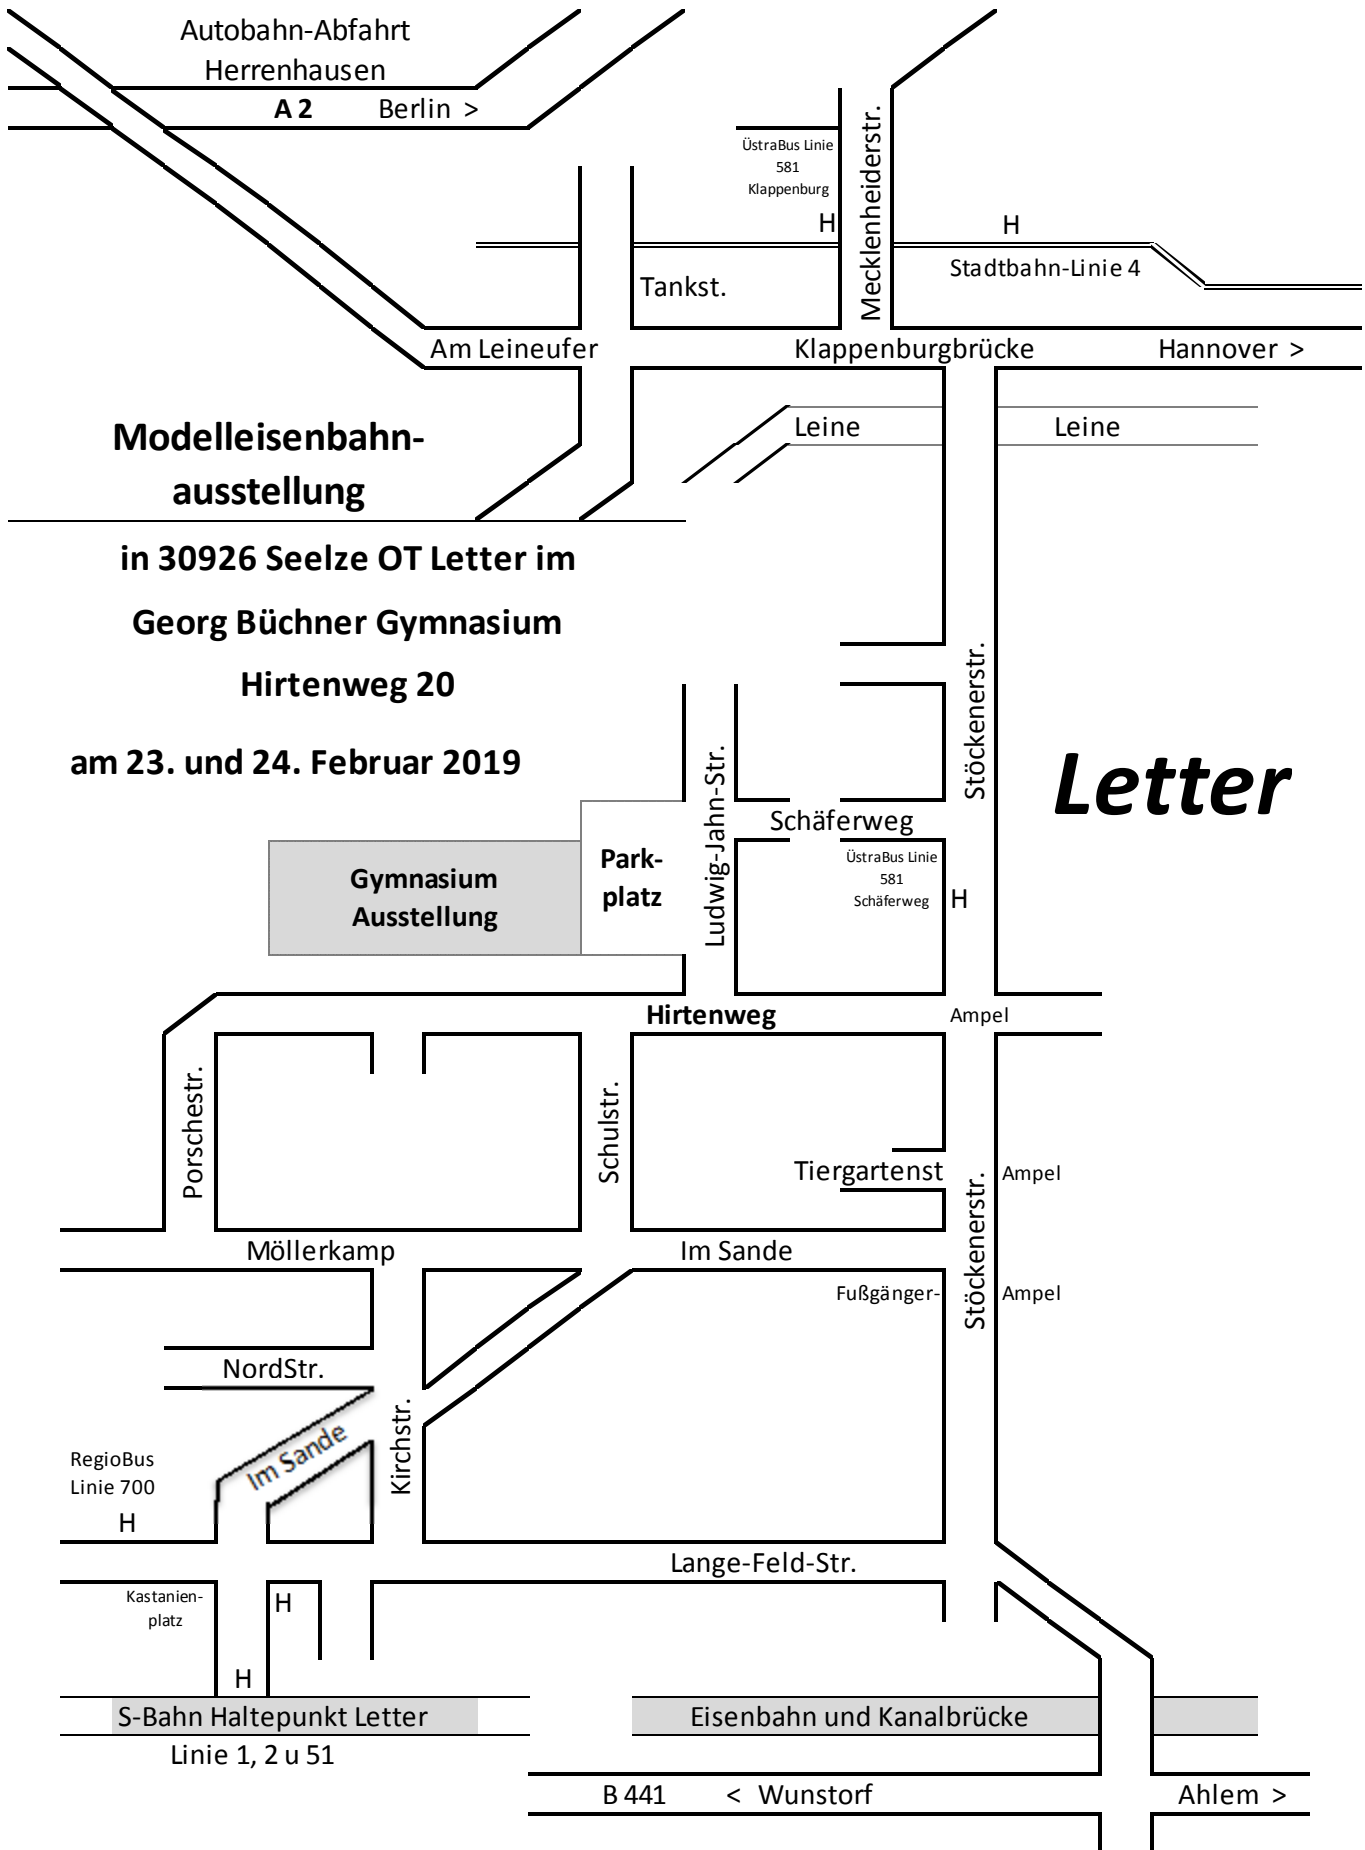 Autobahn-Abfahrt
Herrenhausen
A 2 Berlin >
ÜstraBus Linie
581
Klappenburg
H
Mecklenheiderstr.
H
Stadtbahn-Linie 4
Tankst.
Am Leineufer
Klappenburgbrücke
Hannover >
Leine
Leine
Modelleisenbahn-
ausstellung
in 30926 Seelze OT Letter im
Georg Büchner Gymnasium
Hirtenweg 20
am 23. und 24. Februar 2019
Stöckenerstr.
Letter
Ludwig-Jahn-Str.
Schäferweg
Gymnasium
Ausstellung
Park-
platz
ÜstraBus Linie
581
Schäferweg
H
Hirtenweg
Ampel
Porschestr.
Schulstr.
Tiergartenst
Ampel
Stöckenerstr.
Möllerkamp
Im Sande
Fußgänger-
Ampel
NordStr.
Im Sande
Kirchstr.
RegioBus
Linie 700
H
Lange-Feld-Str.
Kastanien-
platz
H
H
S-Bahn Haltepunkt Letter
Linie 1, 2 u 51
Eisenbahn und Kanalbrücke
B 441 < Wunstorf
Ahlem >